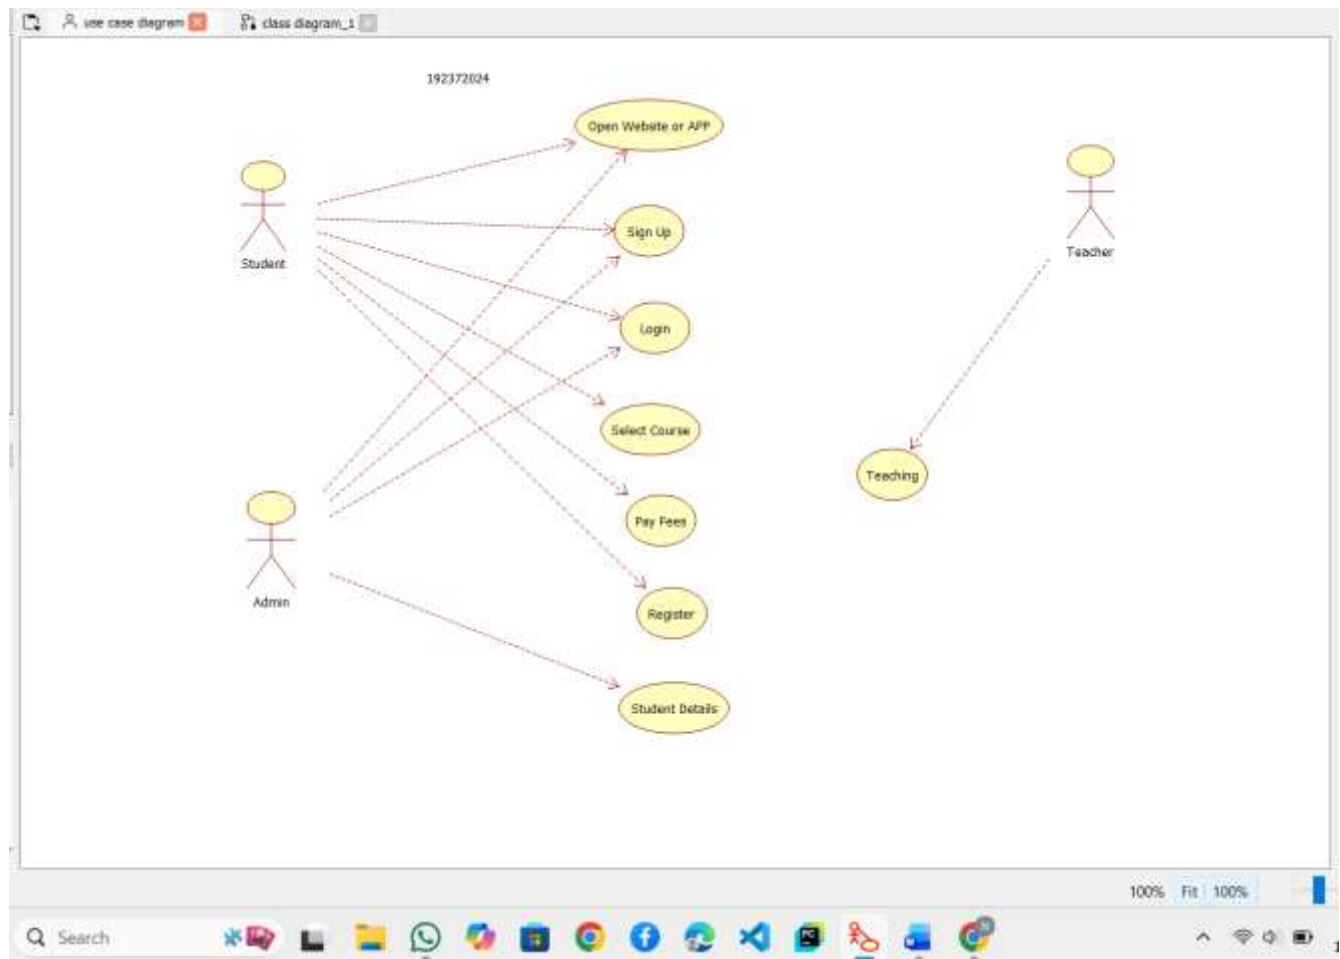 use case diagram
class diagram_1
192372024
Open Website or APP
Sign Up
Student
Teacher
Login
Select Course
Teaching
Pay Fees
Admin
Register
Student Details
100% Fit 100%
Search